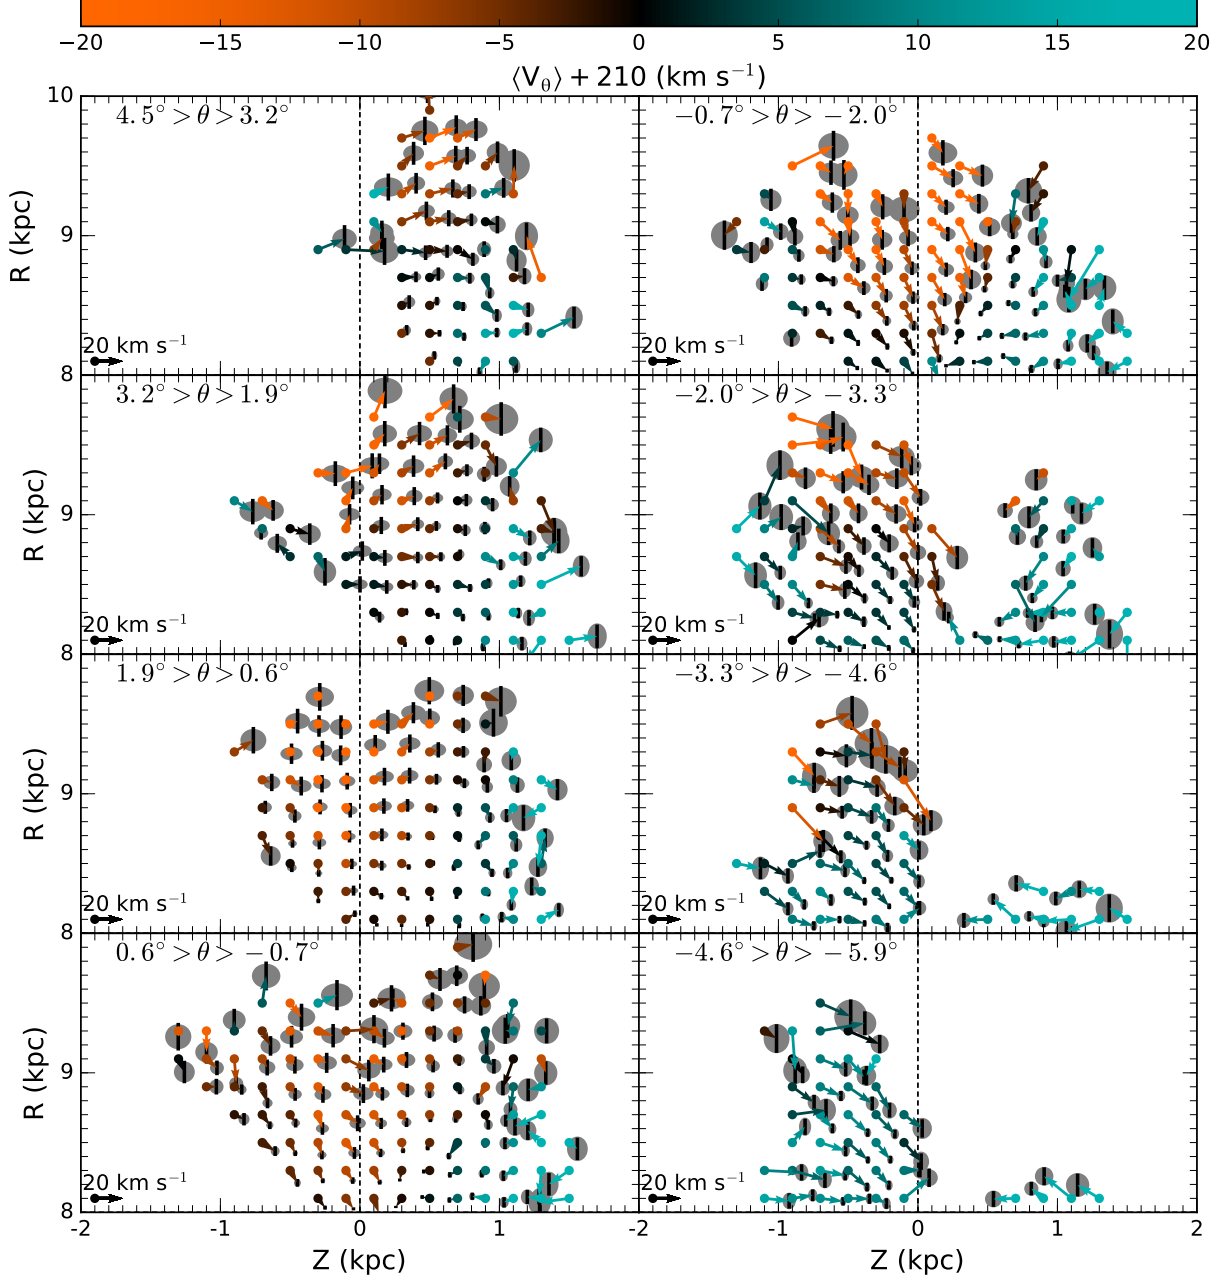 −20 −15 −10 −5 0 5 10 15 20
⟨V_θ⟩ + 210 (km s⁻¹)
10
4.5° > θ > 3.2°
−0.7° > θ > −2.0°
R (kpc)
9
20 km s⁻¹
20 km s⁻¹
8
3.2° > θ > 1.9°
−2.0° > θ > −3.3°
R (kpc)
9
20 km s⁻¹
20 km s⁻¹
8
1.9° > θ > 0.6°
−3.3° > θ > −4.6°
R (kpc)
9
20 km s⁻¹
20 km s⁻¹
8
0.6° > θ > −0.7°
−4.6° > θ > −5.9°
R (kpc)
9
20 km s⁻¹
20 km s⁻¹
8
-2 -1 0 1 -2 -1 0 1 2
Z (kpc)
Z (kpc)